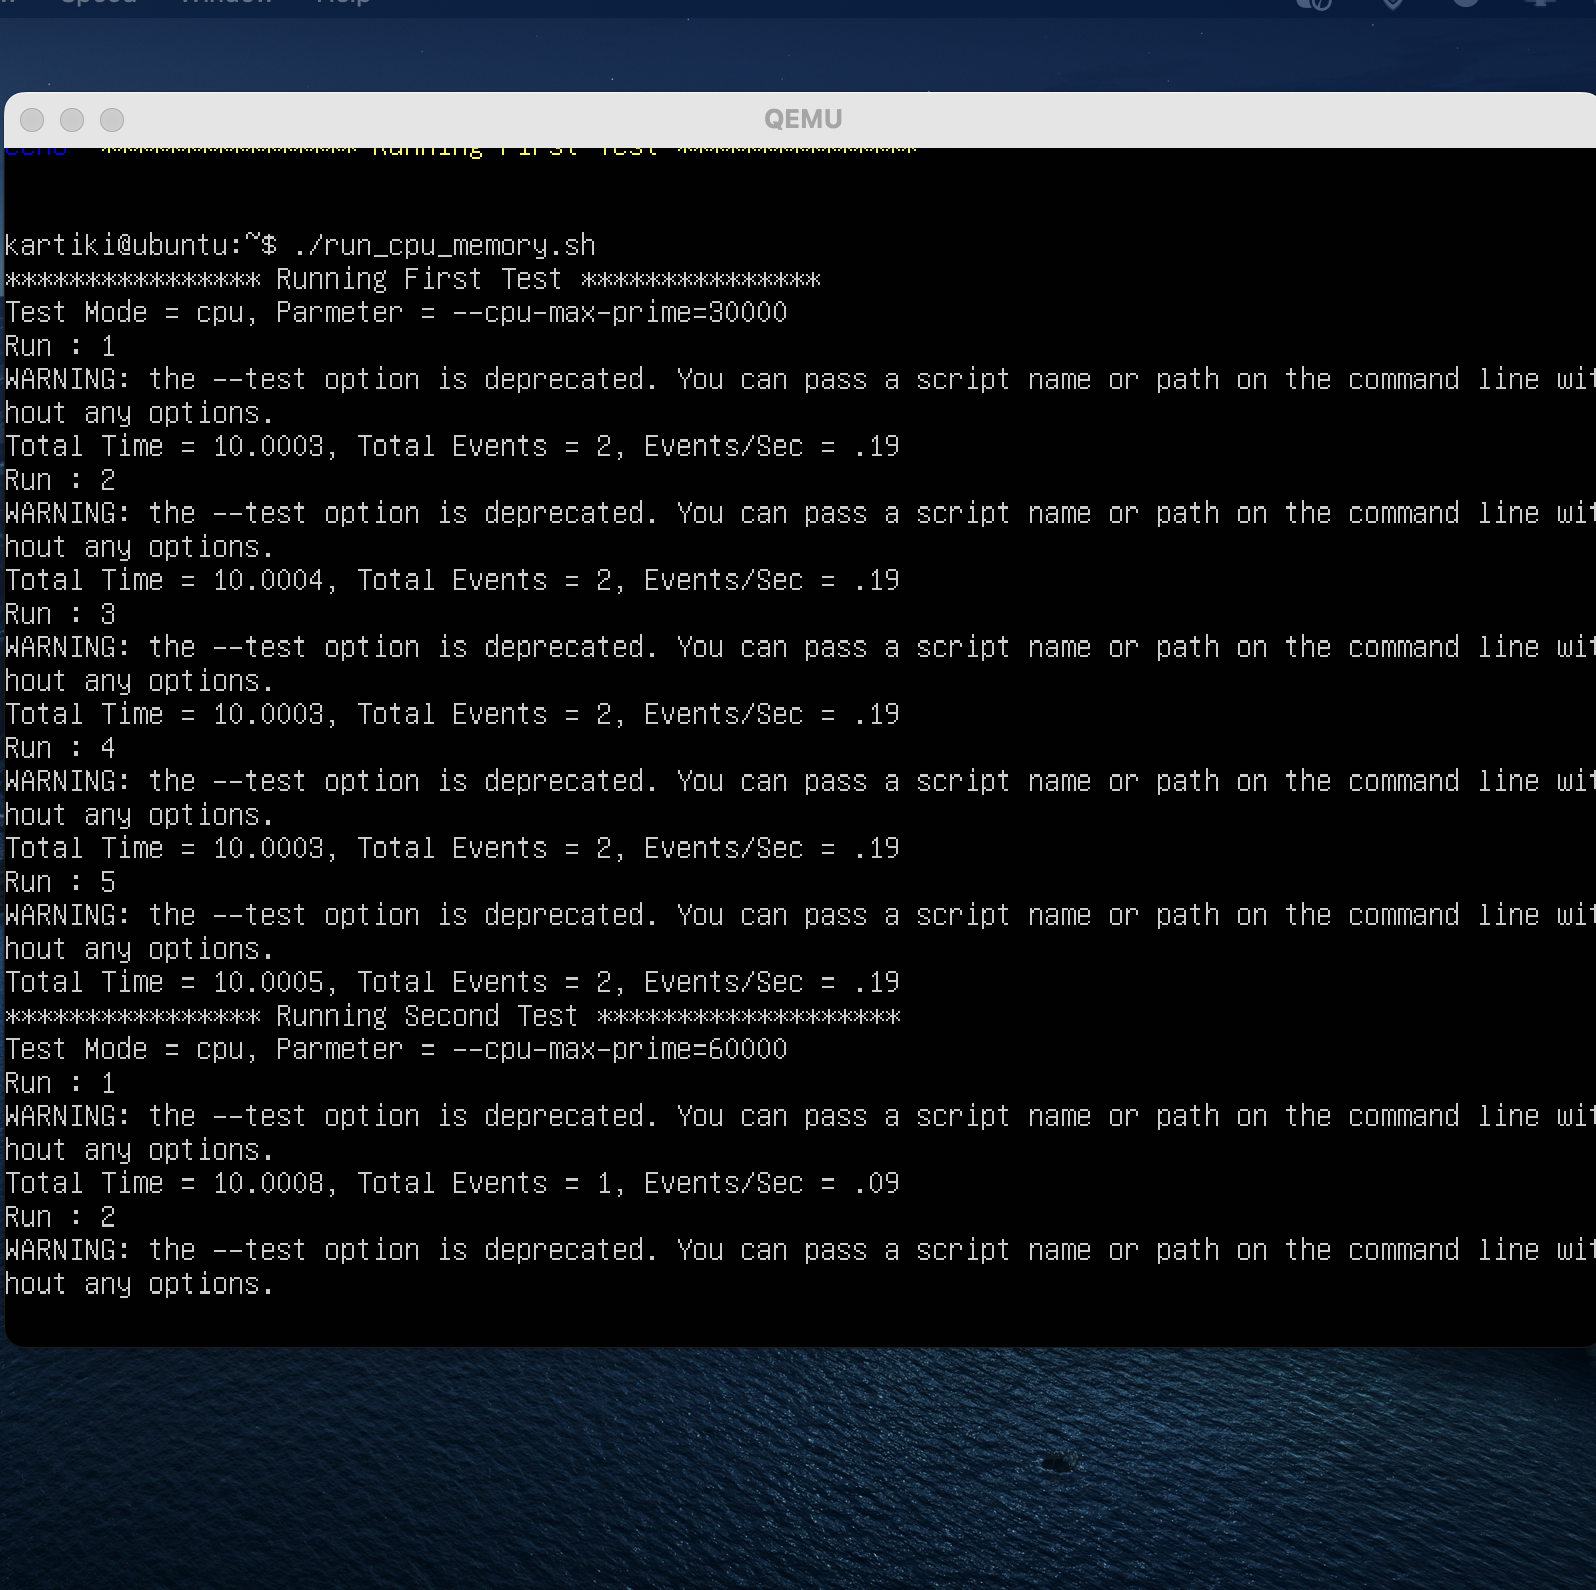 Speed Window Help
QEMU
echo "**************** Running First Test ***************
kartiki@ubuntu:~$ ./run_cpu_memory.sh
**************** Running First Test ***************
Test Mode = cpu, Parmeter = --cpu-max-prime=30000
Run : 1
WARNING: the --test option is deprecated. You can pass a script name or path on the command line wit
hout any options.
Total Time = 10.0003, Total Events = 2, Events/Sec = .19
Run : 2
WARNING: the --test option is deprecated. You can pass a script name or path on the command line wit
hout any options.
Total Time = 10.0004, Total Events = 2, Events/Sec = .19
Run : 3
WARNING: the --test option is deprecated. You can pass a script name or path on the command line wit
hout any options.
Total Time = 10.0003, Total Events = 2, Events/Sec = .19
Run : 4
WARNING: the --test option is deprecated. You can pass a script name or path on the command line wit
hout any options.
Total Time = 10.0003, Total Events = 2, Events/Sec = .19
Run : 5
WARNING: the --test option is deprecated. You can pass a script name or path on the command line wit
hout any options.
Total Time = 10.0005, Total Events = 2, Events/Sec = .19
**************** Running Second Test *******************
Test Mode = cpu, Parmeter = --cpu-max-prime=60000
Run : 1
WARNING: the --test option is deprecated. You can pass a script name or path on the command line wit
hout any options.
Total Time = 10.0008, Total Events = 1, Events/Sec = .09
Run : 2
WARNING: the --test option is deprecated. You can pass a script name or path on the command line wit
hout any options.